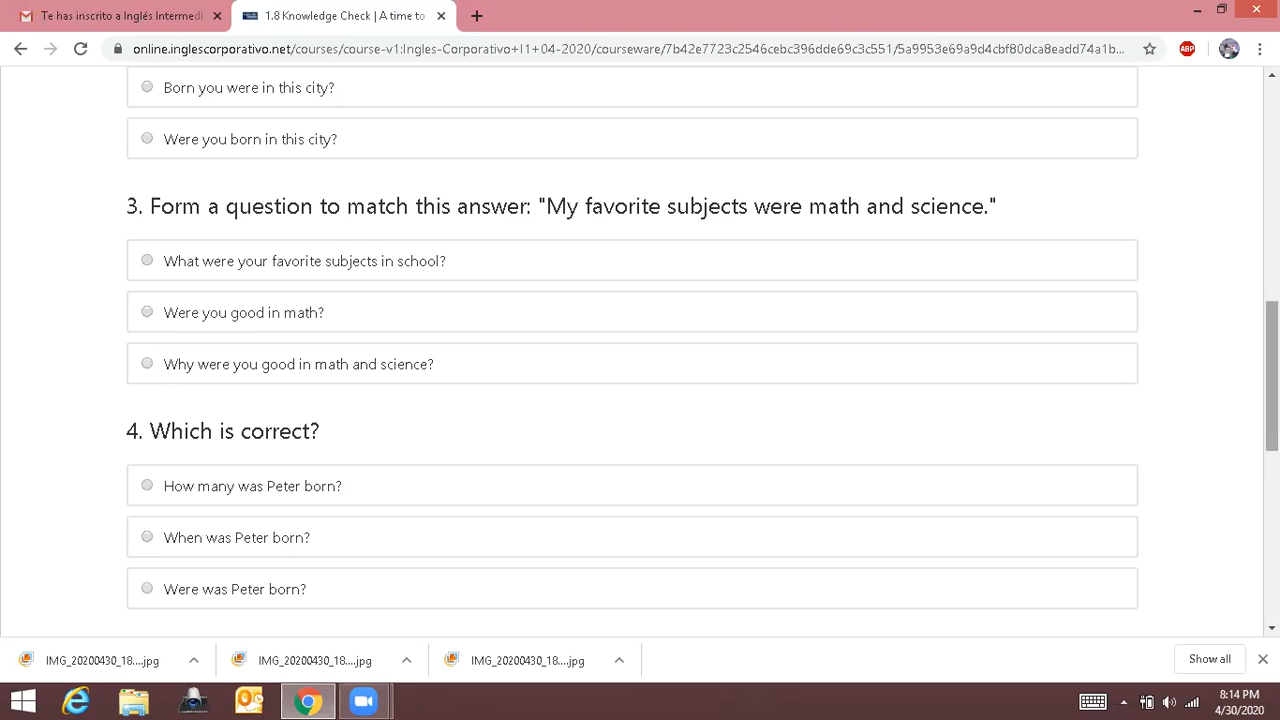 Te has inscrito a Inglés Intermedi
1.8 Knowledge Check | A time to
online.inglescorporativo.net/courses/course-v1:Ingles-Corporativo+I1+04-2020/courseware/7b42e7723c2546cebc3960de69c3c551/5a9953e69a9d4cbf80dca8eadd74a1b...
ABP
Born you were in this city?
Were you born in this city?
3. Form a question to match this answer: "My favorite subjects were math and science."
What were your favorite subjects in school?
Were you good in math?
Why were you good in math and science?
4. Which is correct?
How many was Peter born?
When was Peter born?
Were was Peter born?
IMG_20200430_18....jpg
IMG_20200430_18....jpg
IMG_20200430_18....jpg
Show all
8:14 PM
4/30/2020